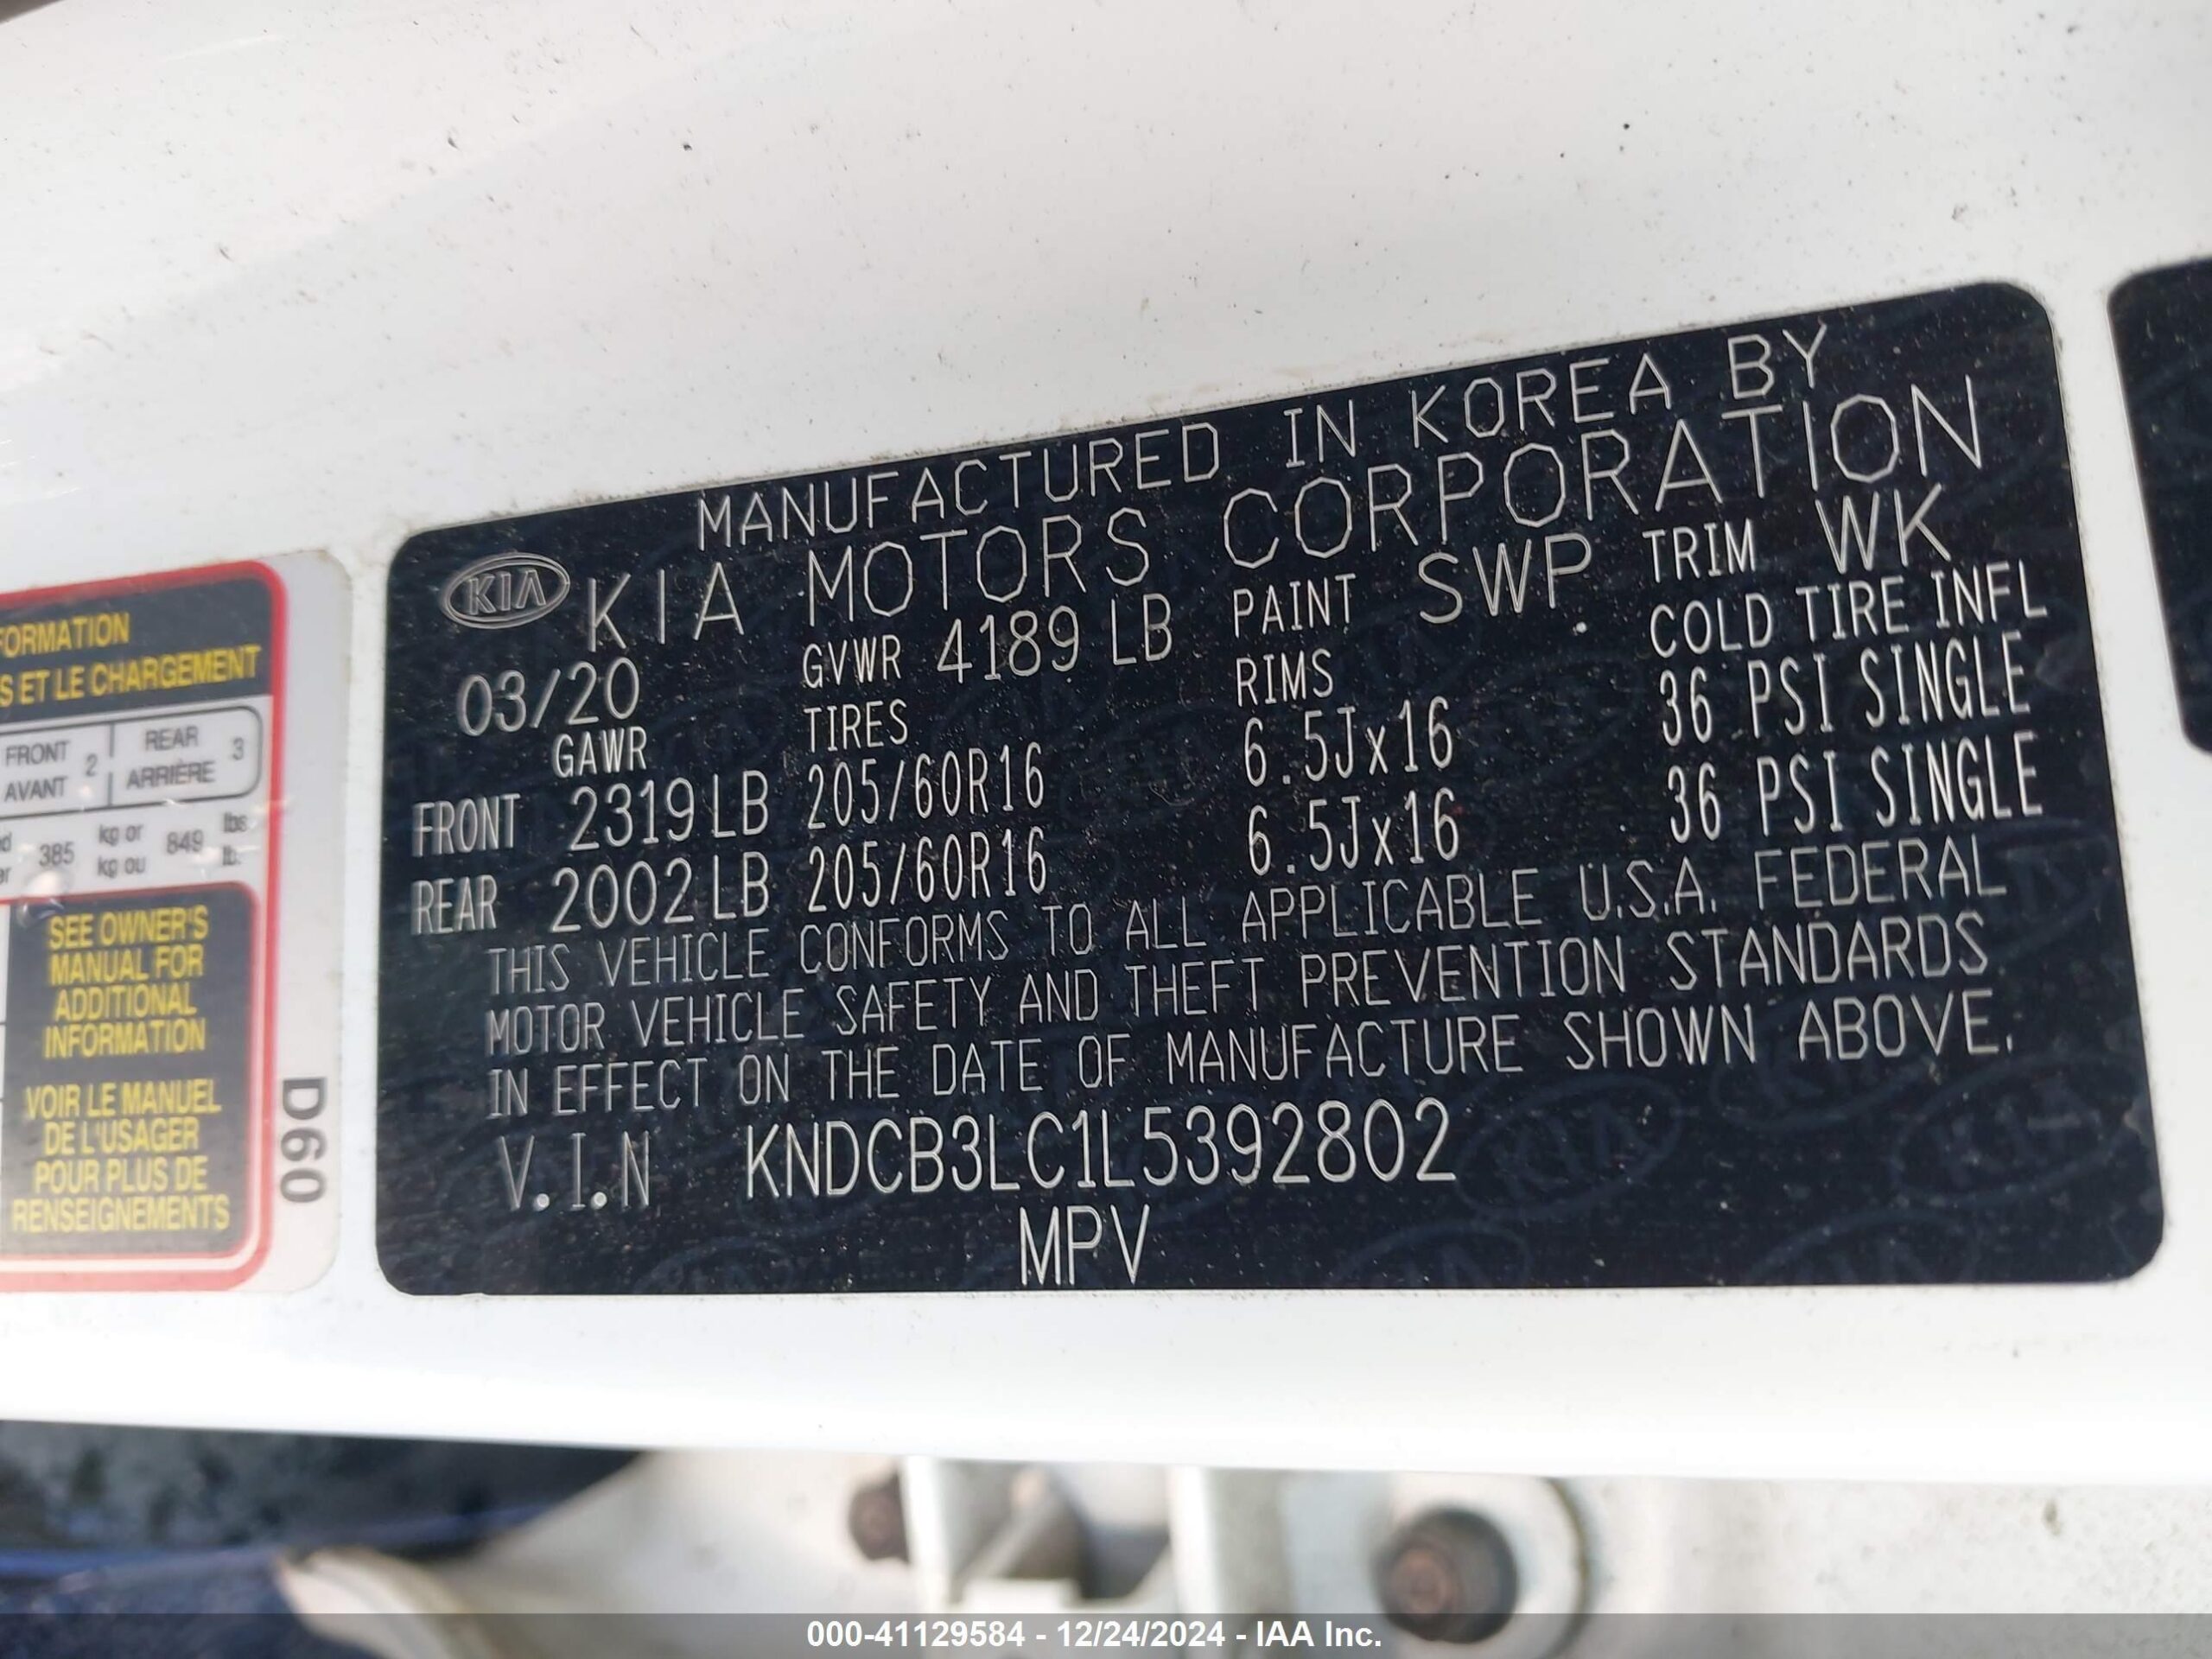 MANUFACTURED IN KOREA BY
KIA KIA MOTORS CORPORATION
03/20 GVWR 4189 LB PAINT SWP TRIM WK
GAWR TIRES RIMS COLD TIRE INFL
FRONT 2319 LB 205/60R16 6.5Jx16 36 PSI SINGLE
REAR 2002 LB 205/60R16 6.5Jx16 36 PSI SINGLE
THIS VEHICLE CONFORMS TO ALL APPLICABLE U.S.A. FEDERAL
MOTOR VEHICLE SAFETY AND THEFT PREVENTION STANDARDS
IN EFFECT ON THE DATE OF MANUFACTURE SHOWN ABOVE.
V.I.N KNDCB3LC1L5392802
MPV
S ET LE CHARGEMENT
FRONT 2 REAR 3
AVANT ARRIÈRE
385 kg or 849 lbs
kg ou lb.
SEE OWNER'S
MANUAL FOR
ADDITIONAL
INFORMATION
VOIR LE MANUEL
DE L'USAGER
POUR PLUS DE
RENSEIGNEMENTS
D60
000-41129584 - 12/24/2024 - IAA Inc.